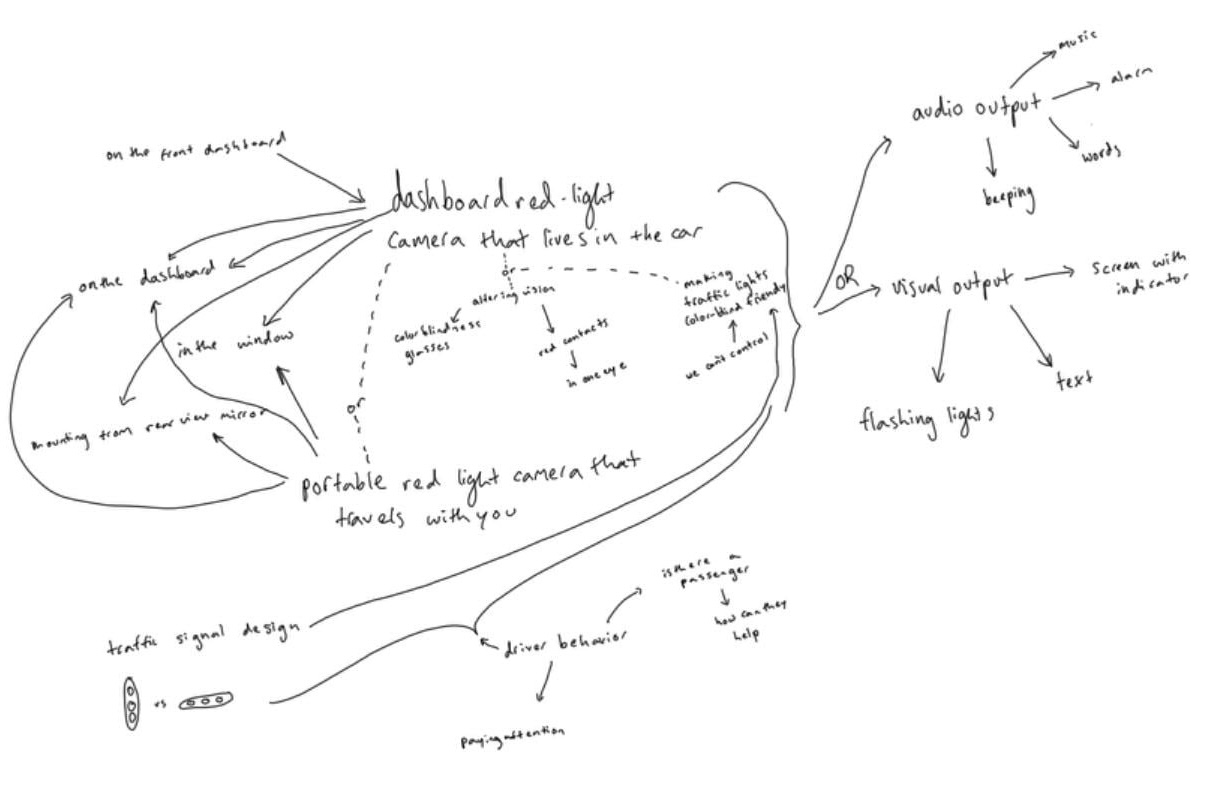 music
alarm
audio output
words
beeping
on the front dashboard
dashboard red-light
camera that lives in the car
on the dashboard
or
altering vision
colorblindness
glasses
red contacts
in one eye
making
traffic lights
color-blind friendly
we can't control
OR
visual output
screen with
indicator
text
flashing lights
in the window
mounting from rear view mirror
or
portable red light camera that
travels with you
is there a
passenger
how can they
help
traffic signal design
driver behavior
vs
paying attention